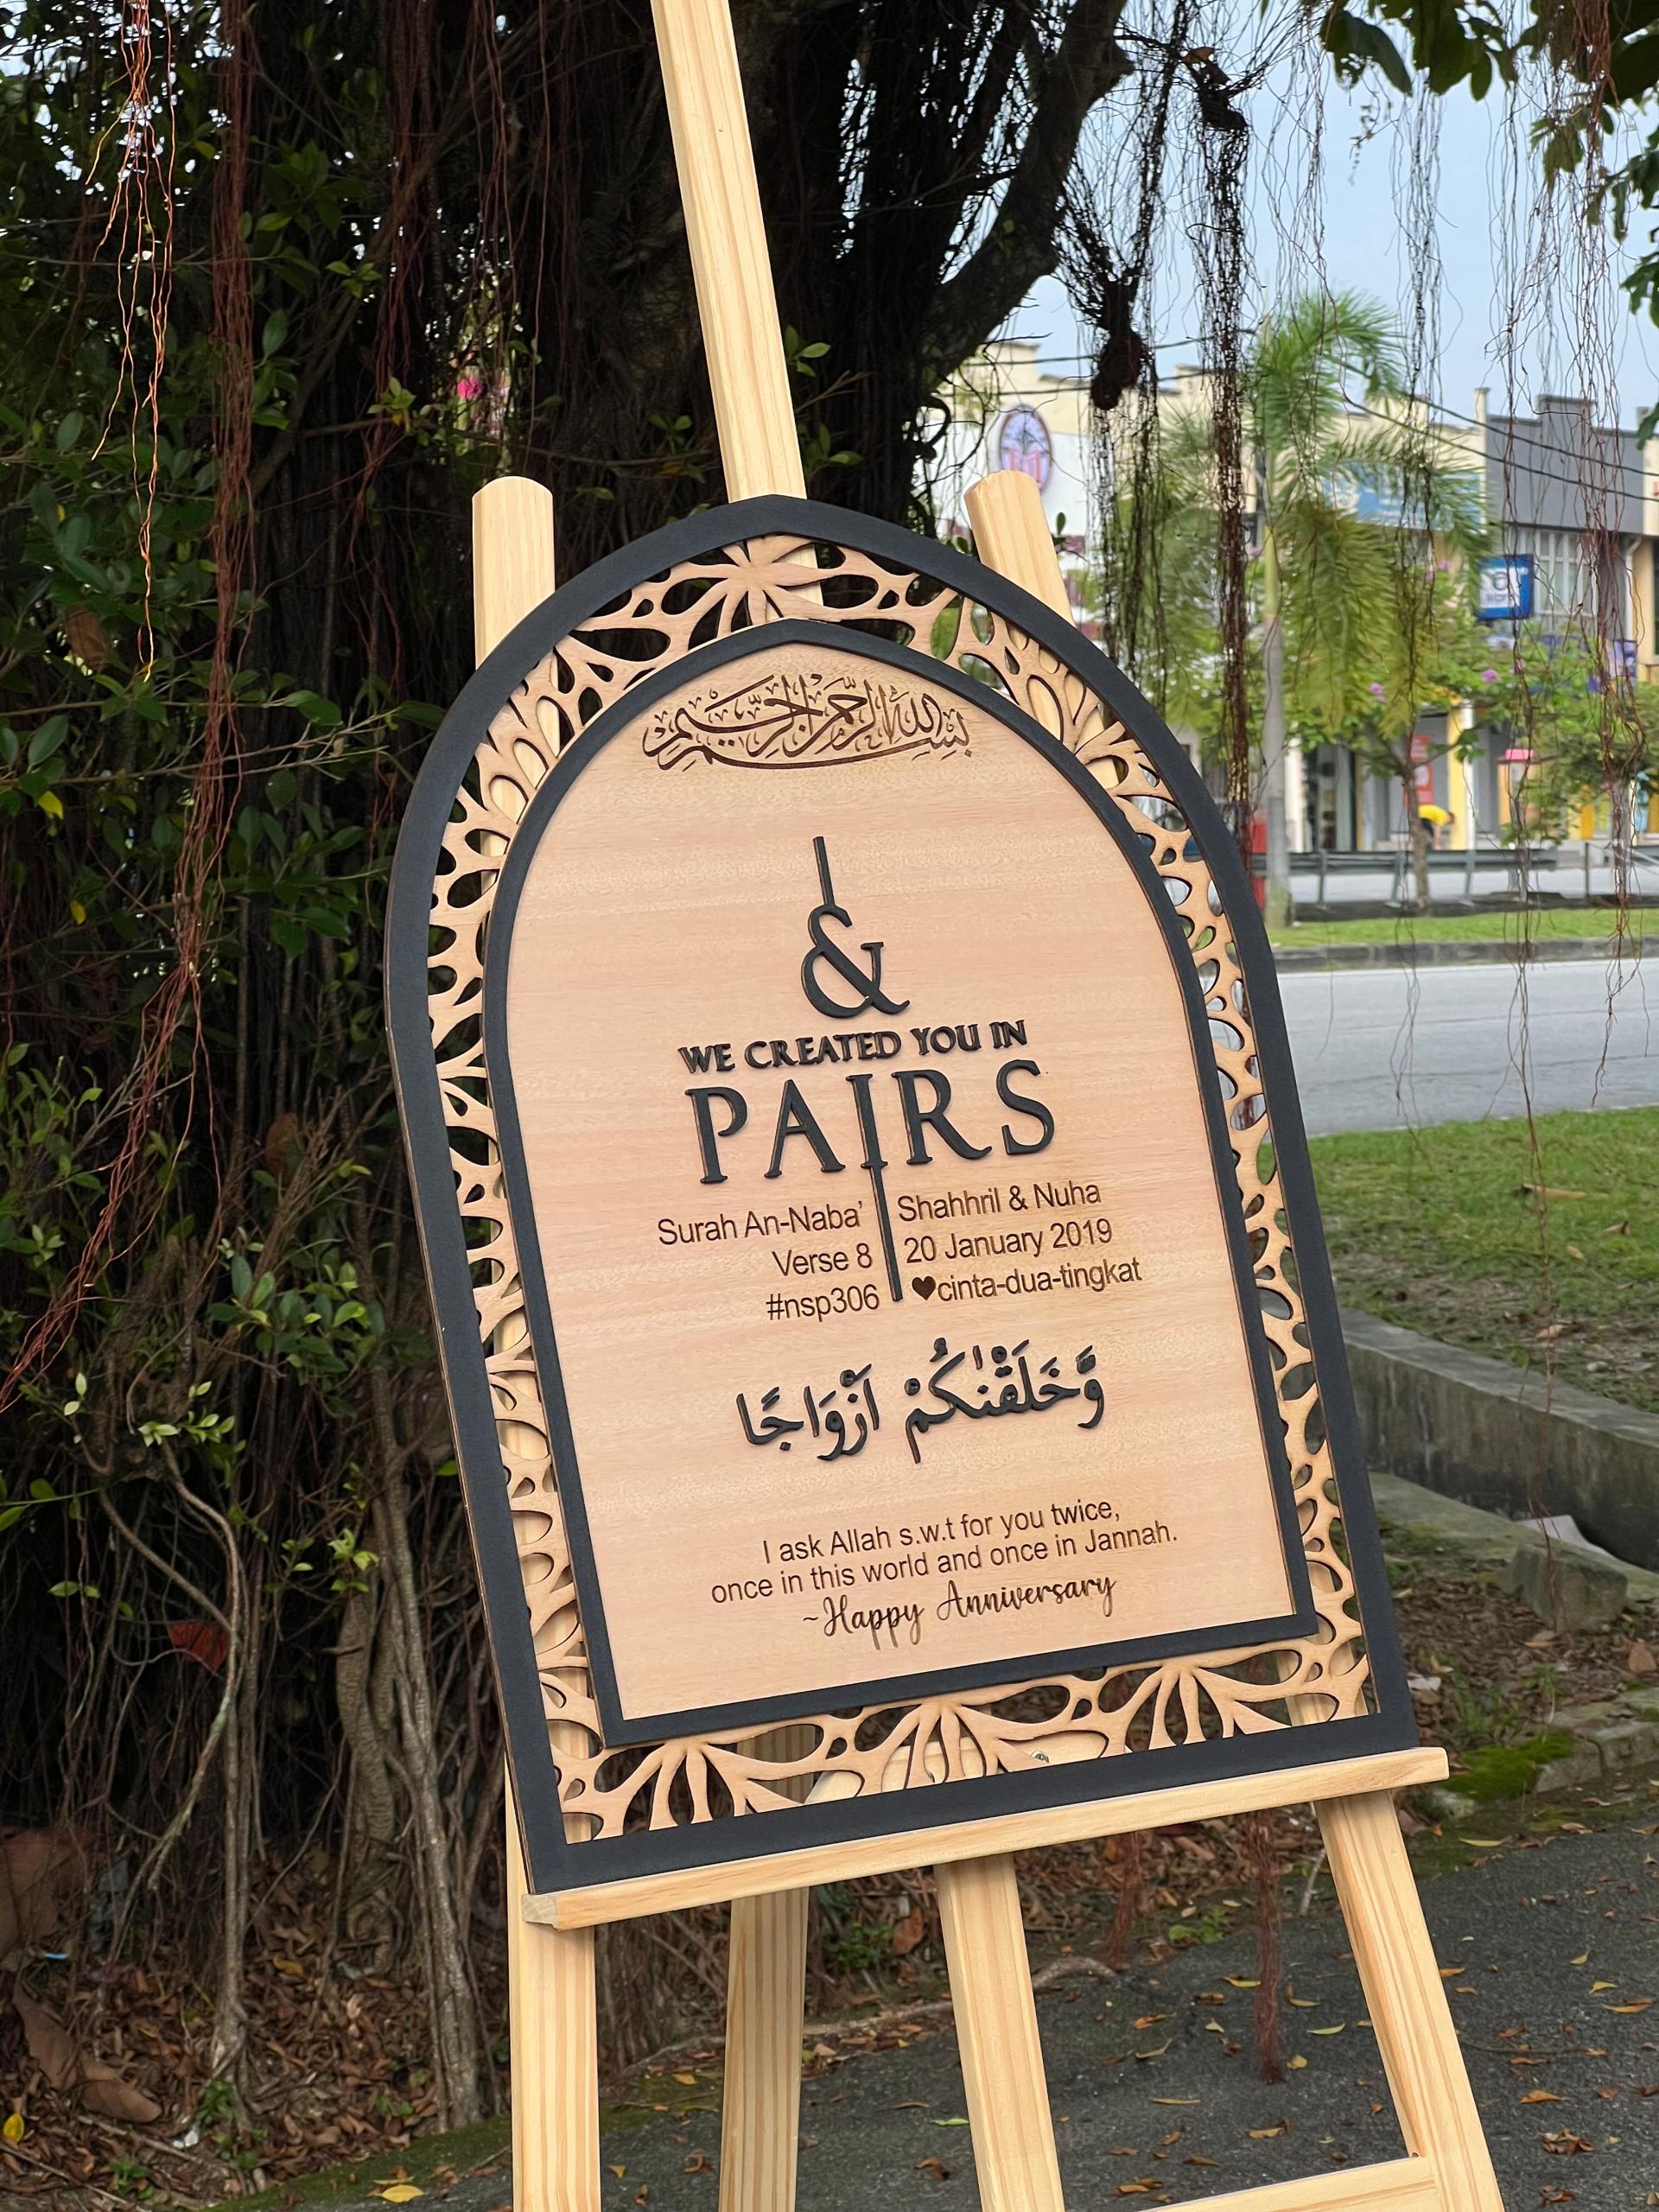 بسم الله الرحمن الرحيم
&
WE CREATED YOU IN
PAIRS
Surah An-Naba'
Verse 8
#nsp306
Shahhril & Nuha
20 January 2019
♥cinta-dua-tingkat
وَّخَلَقْنٰكُمْ اَزْوَاجًا
I ask Allah s.w.t for you twice,
once in this world and once in Jannah.
~Happy Anniversary